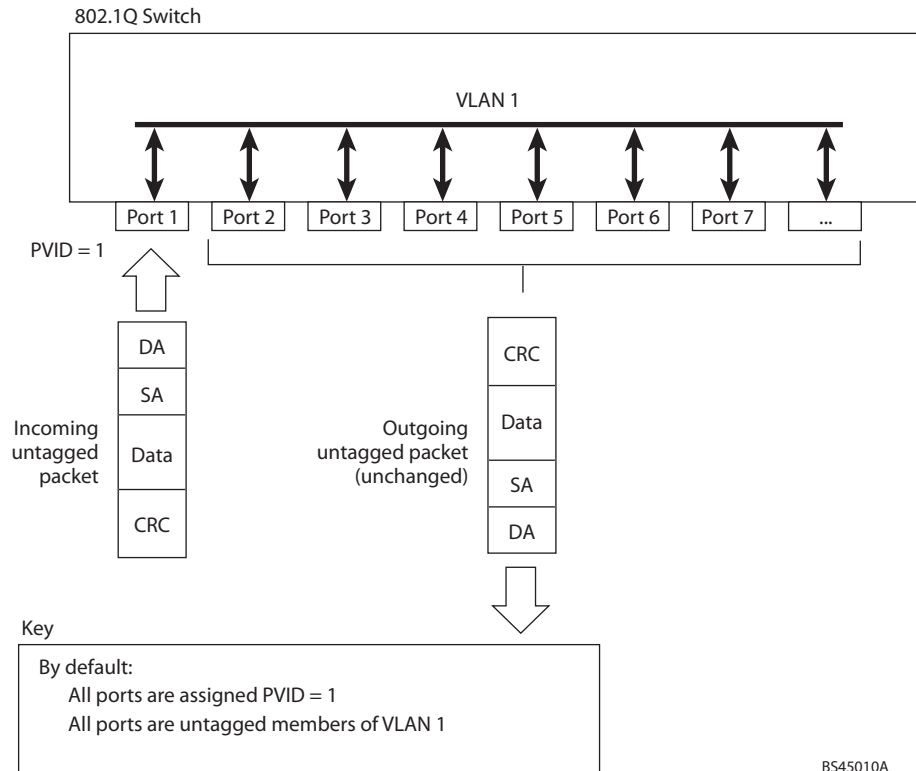 802.1Q Switch
VLAN 1
Port 1
Port 2
Port 3
Port 4
Port 5
Port 6
Port 7
...
PVID = 1
DA
SA
Data
CRC
Incoming
untagged
packet
CRC
Data
SA
DA
Outgoing
untagged packet
(unchanged)
Key
By default:
All ports are assigned PVID = 1
All ports are untagged members of VLAN 1
BS45010A